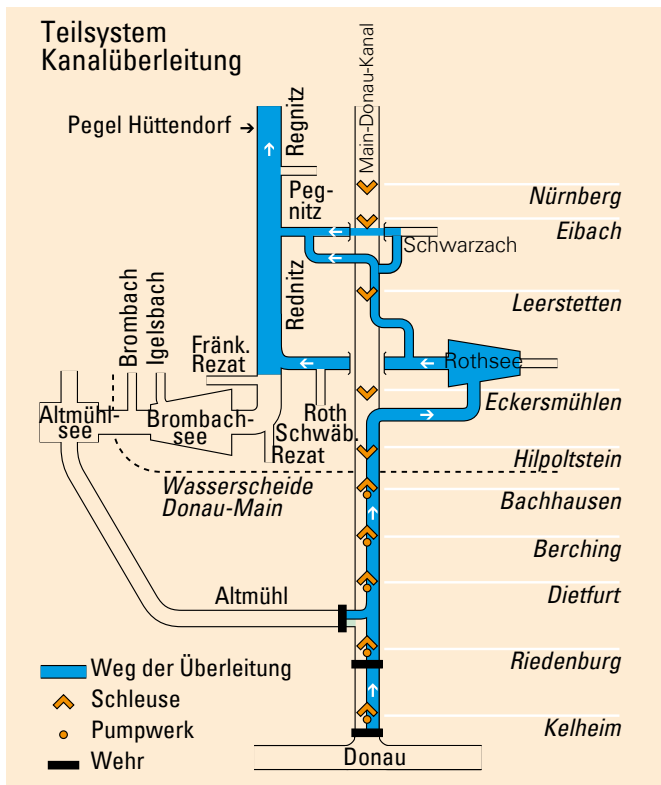 Teilsystem
Kanalüberleitung
Main-Donau-Kanal
Regnitz
Pegel Hüttendorf →
Peg-
nitz
Nürnberg
Eibach
Schwarzach
Rednitz
Leerstetten
Brombach
Igelsbach
Fränk.
Rezat
Rothsee
Eckersmühlen
Altmühl-
see
Brombach-
see
Roth
Schwäb.
Rezat
Hilpoltstein
Wasserscheide
Donau-Main
Bachhausen
Berching
Dietfurt
Altmühl
Riedenburg
Kelheim
Donau
Weg der Überleitung
Schleuse
Pumpwerk
Wehr